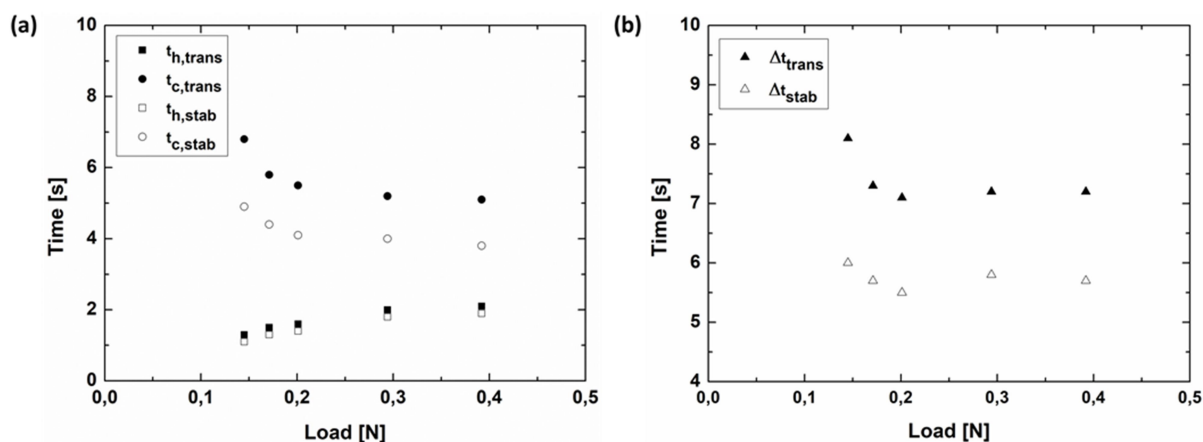 (a)
10
8
6
4
2
0
Time [s]
t_h,trans
t_c,trans
t_h,stab
t_c,stab
0,0 0,1 0,2 0,3 0,4 0,5
Load [N]
(b)
10
9
8
7
6
5
4
Time [s]
Δt_trans
Δt_stab
0,0 0,1 0,2 0,3 0,4 0,5
Load [N]